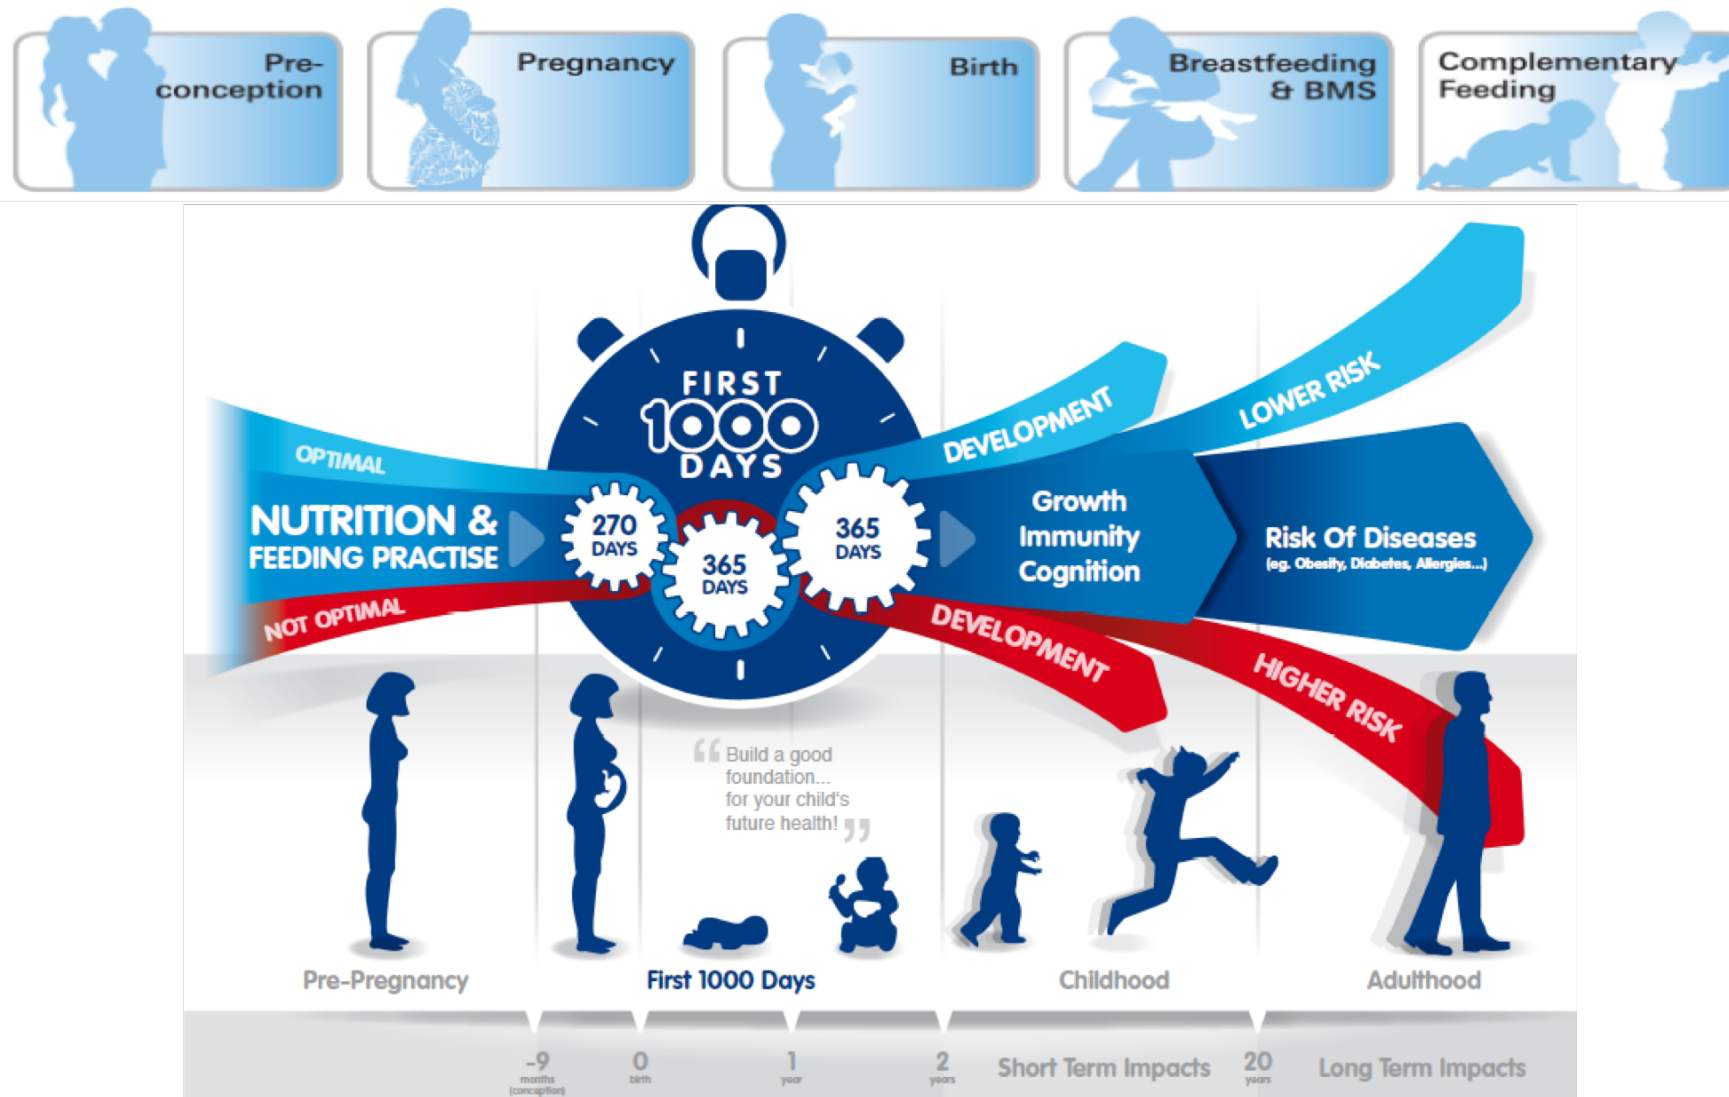 Pre-
conception
Pregnancy
Birth
Breastfeeding
& BMS
Complementary
Feeding
FIRST
1000
DAYS
OPTIMAL
NUTRITION &
FEEDING PRACTISE
NOT OPTIMAL
270
DAYS
365
DAYS
365
DAYS
DEVELOPMENT
LOWER RISK
Growth
Immunity
Cognition
Risk Of Diseases
(eg. Obesity, Diabetes, Allergies...)
DEVELOPMENT
HIGHER RISK
“ Build a good
foundation...
for your child's
future health! ”
Pre-Pregnancy
First 1000 Days
Childhood
Adulthood
-9
months
(conception)
0
birth
1
year
2
years
Short Term Impacts
20
years
Long Term Impacts